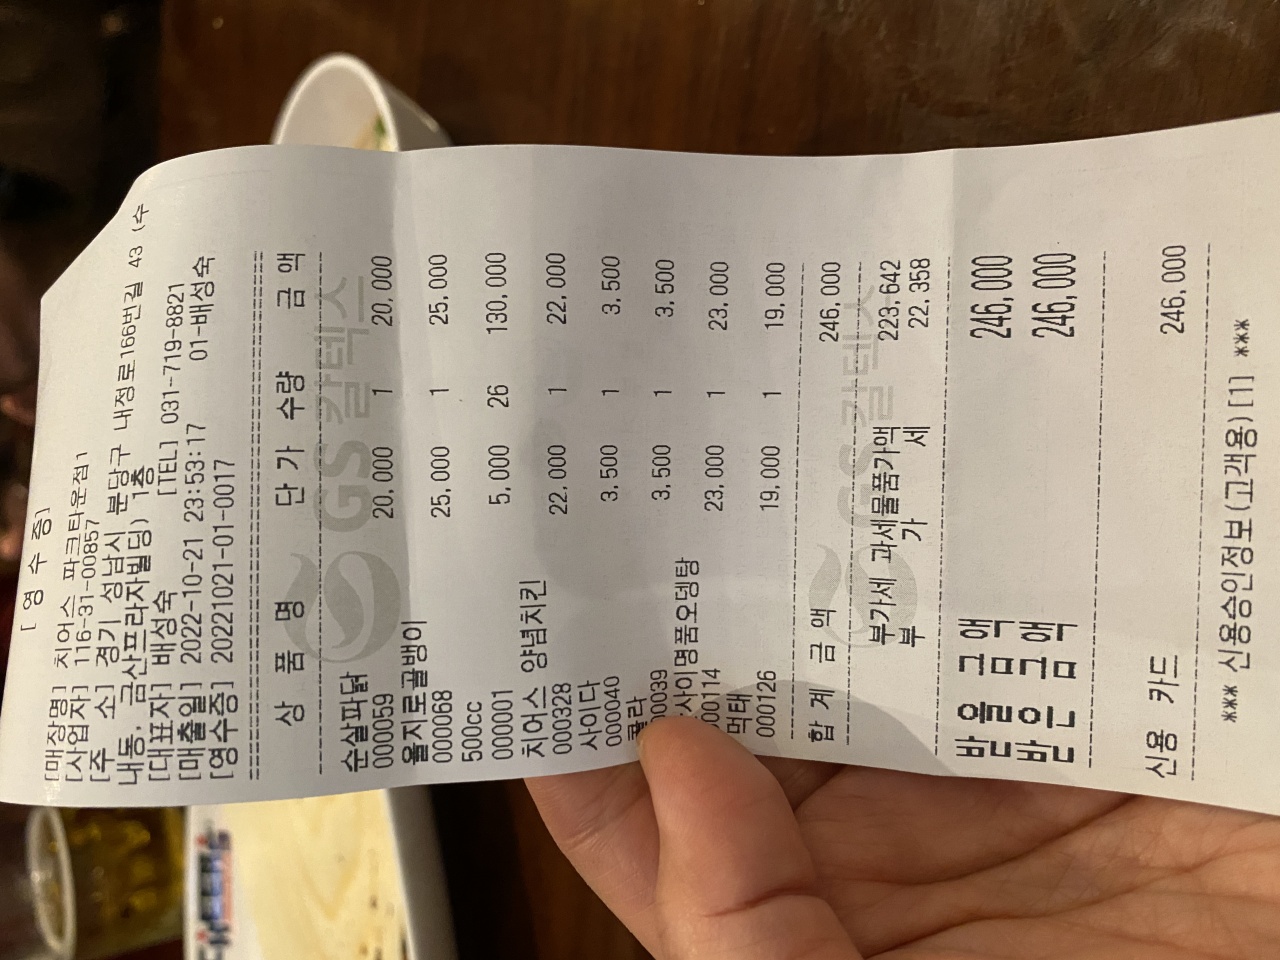 [ 영 수 증]
[매장명] 치어스 파크타운점1
[사업자] 116-31-00857
[주 소] 경기 성남시 분당구 내정로166번길 43 (수
내동, 금산프라자빌딩) 1층
[대표자] 배성숙 [TEL] 031-719-8821
[매출일] 2022-10-21 23:53:17 01-배성숙
[영수증] 20221021-01-0017
상 품 명 단 가 수량 금 액
GS칼텍스
순살파닭
000059 20,000 1 20,000
을지로골뱅이
000068 25,000 1 25,000
500cc
000001 5,000 26 130,000
치어스 양념치킨
000328 22,000 1 22,000
사이다
000040 3,500 1 3,500
콜라
0039 3,500 1 3,500
사이명품오뎅탕
00114 23,000 1 23,000
먹태
000126 19,000 1 19,000
합 계 금 액 246,000
GS칼텍스
부가세 과세물품가액 223,642
부 가 세 22,358
받을금액 246,000
받은금액 246,000
신용 카드 246,000
*** 신용승인정보(고객용)[1] ***
CHEERS